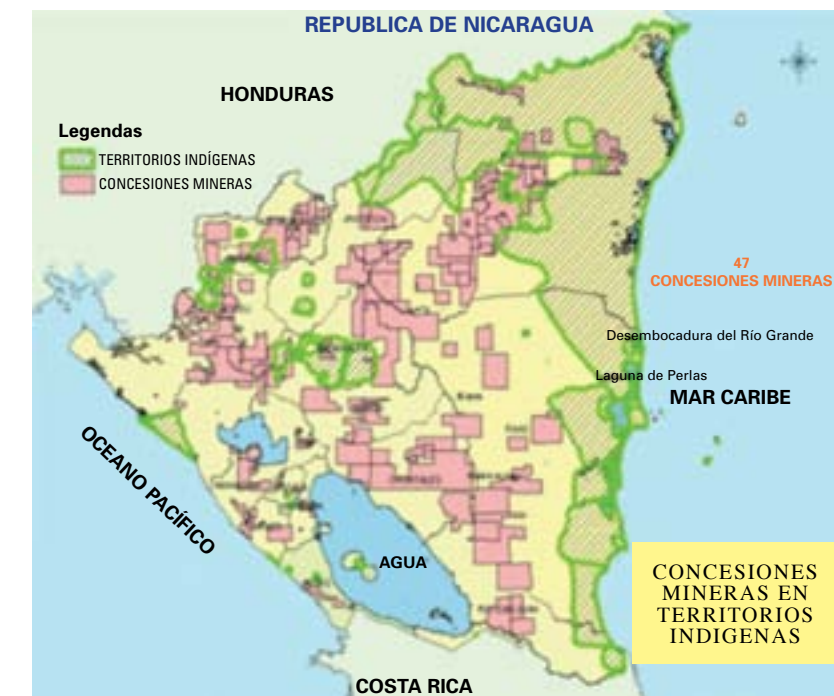 REPUBLICA DE NICARAGUA
HONDURAS
Legendas
TERRITORIOS INDÍGENAS
CONCESIONES MINERAS
47
CONCESIONES MINERAS
Desembocadura del Río Grande
Laguna de Perlas
MAR CARIBE
OCEANO PACÍFICO
AGUA
CONCESIONES
MINERAS EN
TERRITORIOS
INDIGENAS
COSTA RICA